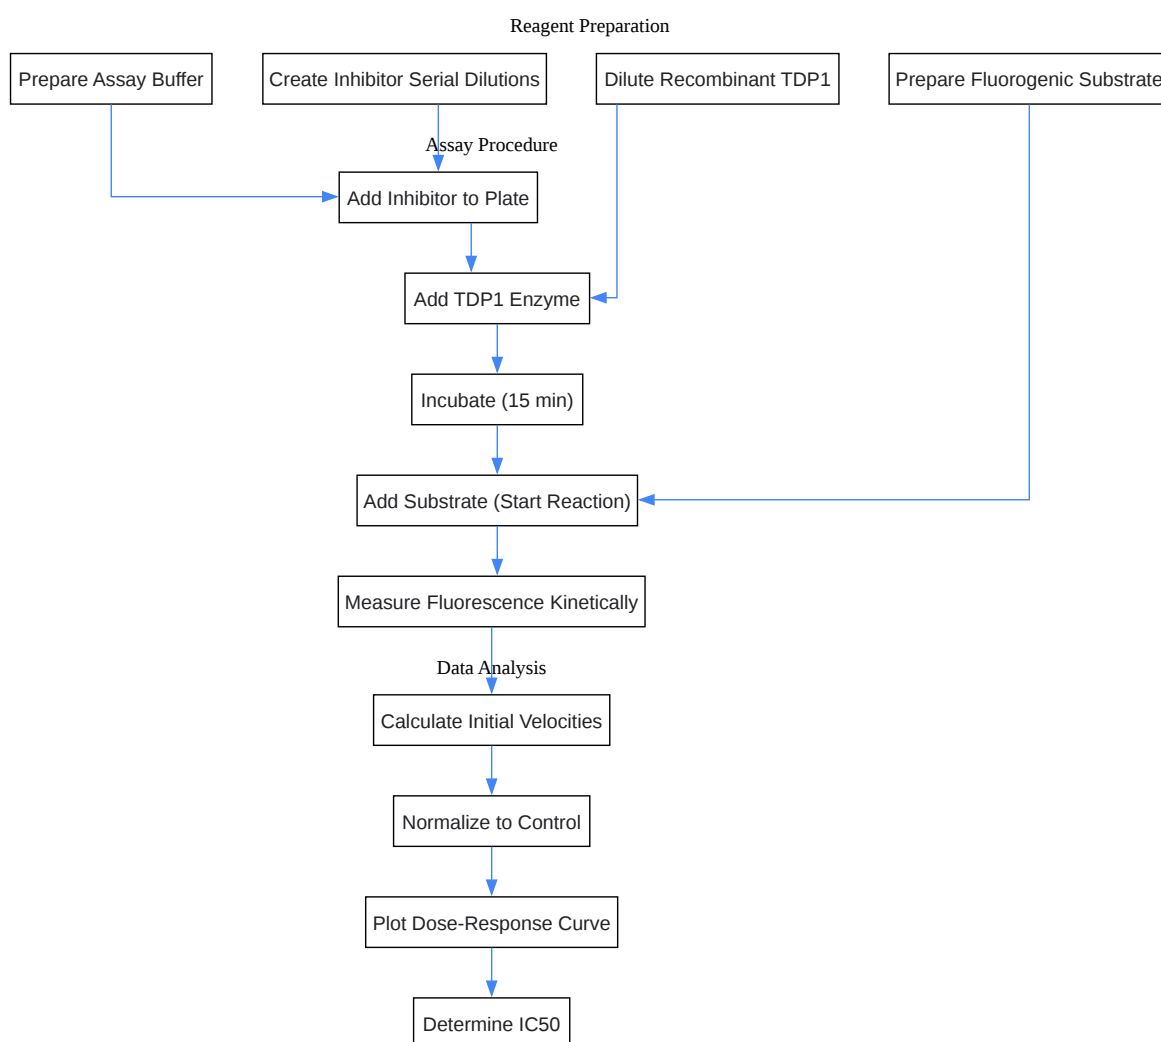 Reagent Preparation
Prepare Assay Buffer
Create Inhibitor Serial Dilutions
Dilute Recombinant TDP1
Prepare Fluorogenic Substrate
Assay Procedure
Add Inhibitor to Plate
Add TDP1 Enzyme
Incubate (15 min)
Add Substrate (Start Reaction)
Measure Fluorescence Kinetically
Data Analysis
Calculate Initial Velocities
Normalize to Control
Plot Dose-Response Curve
Determine IC50